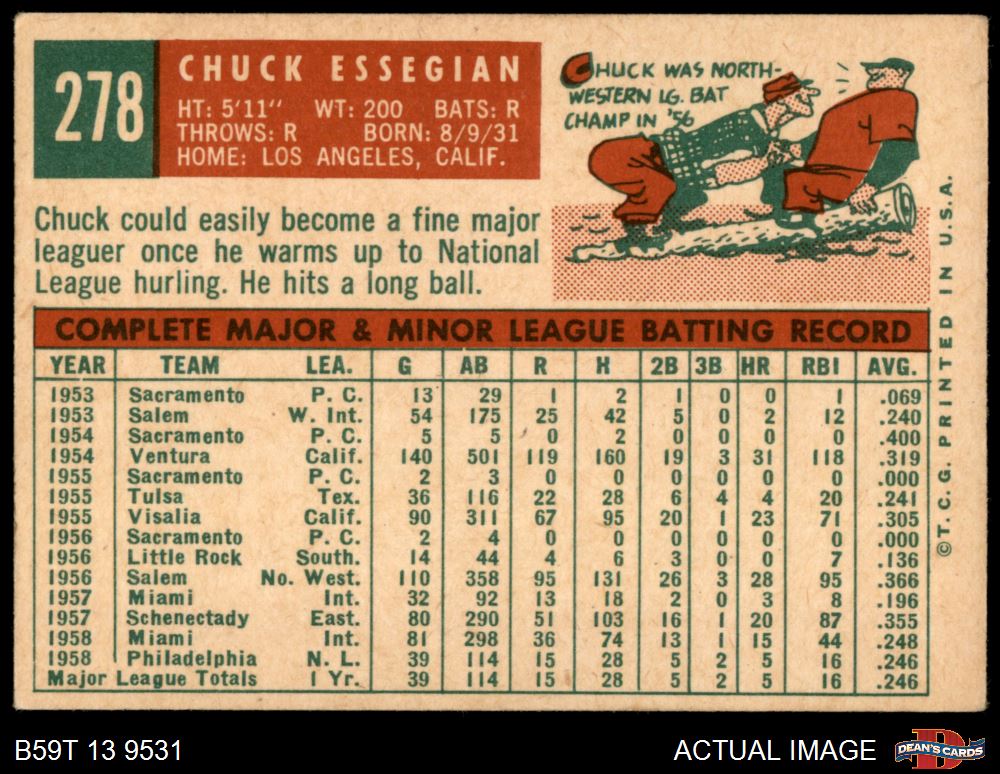 278
CHUCK ESSEGIAN
HT: 5'11" WT: 200 BATS: R
THROWS: R BORN: 8/9/31
HOME: LOS ANGELES, CALIF.
CHUCK WAS NORTH-
WESTERN LG. BAT
CHAMP IN '56
Chuck could easily become a fine major
leaguer once he warms up to National
League hurling. He hits a long ball.
COMPLETE MAJOR & MINOR LEAGUE BATTING RECORD
YEAR TEAM LEA. G AB R H 2B 3B HR RBI AVG.
1953 Sacramento P. C. 13 29 1 2 1 0 0 1 .069
1953 Salem W. Int. 54 175 25 42 5 0 2 12 .240
1954 Sacramento P. C. 5 5 0 2 0 0 0 0 .400
1954 Ventura Calif. 140 501 119 160 19 3 31 118 .319
1955 Sacramento P. C. 2 3 0 0 0 0 0 0 .000
1955 Tulsa Tex. 36 116 22 28 6 4 4 20 .241
1955 Visalia Calif. 90 311 67 95 20 1 23 71 .305
1956 Sacramento P. C. 2 4 0 0 0 0 0 0 .000
1956 Little Rock South. 14 44 4 6 3 0 0 7 .136
1956 Salem No. West. 110 358 95 131 26 3 28 95 .366
1957 Miami Int. 32 92 13 18 2 0 3 8 .196
1957 Schenectady East. 80 290 51 103 16 1 20 87 .355
1958 Miami Int. 81 298 36 74 13 1 15 44 .248
1958 Philadelphia N. L. 39 114 15 28 5 2 5 16 .246
Major League Totals 1 Yr. 39 114 15 28 5 2 5 16 .246
© T. C. G. PRINTED IN U.S.A.
B59T 13 9531
ACTUAL IMAGE
DEAN'S CARDS